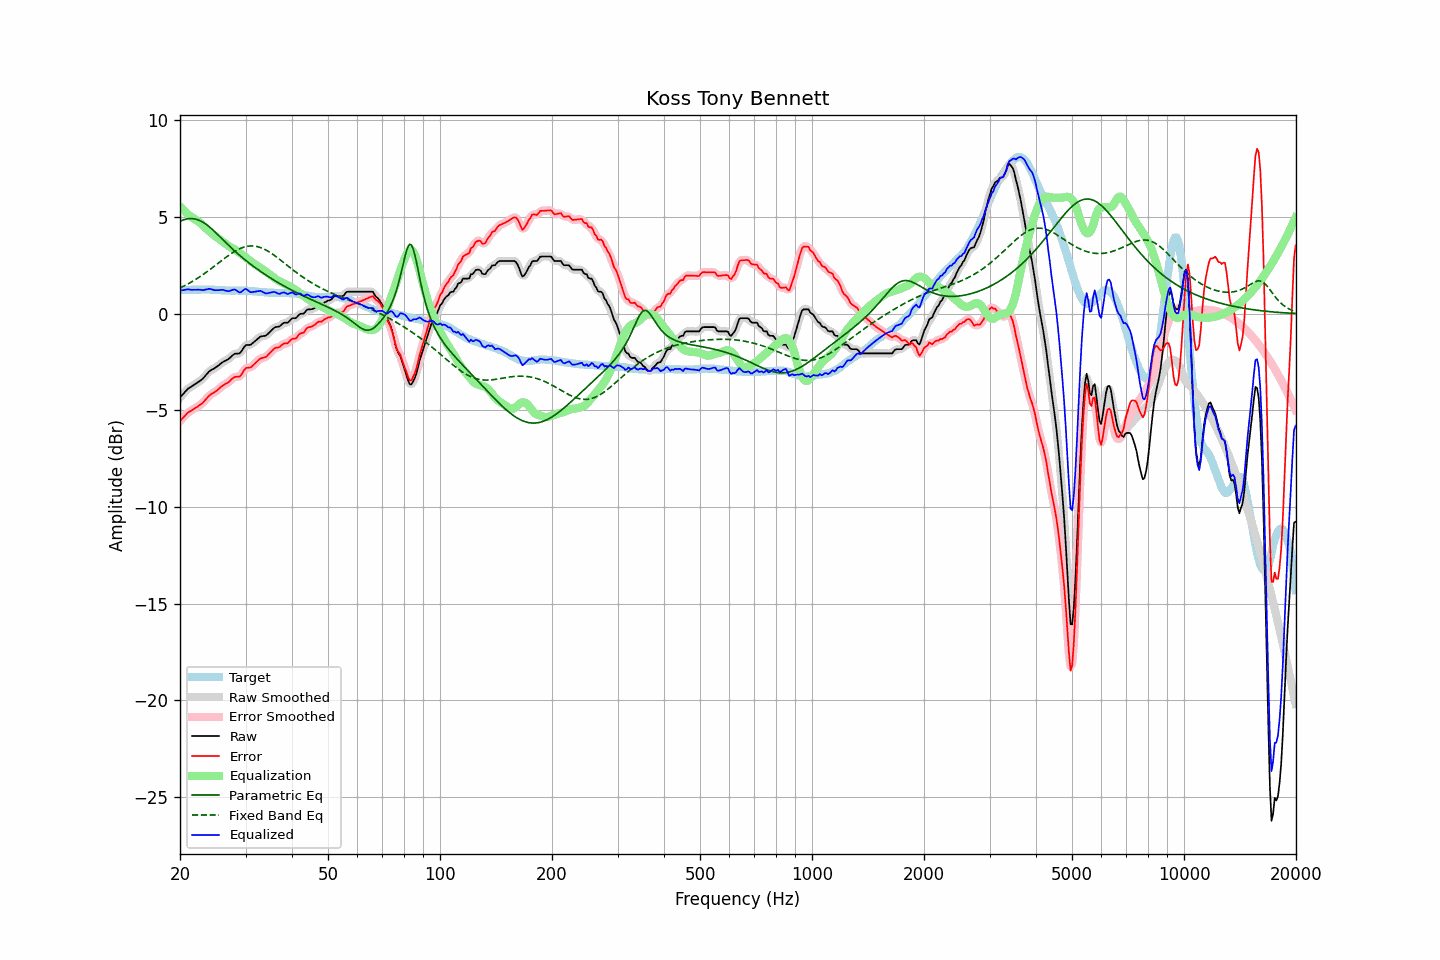 Koss Tony Bennett
Amplitude (dBr)
10
5
0
−5
−10
−15
−20
−25
Target
Raw Smoothed
Error Smoothed
Raw
Error
Equalization
Parametric Eq
Fixed Band Eq
Equalized
20 50 100 200 500 1000 2000 5000 10000 20000
Frequency (Hz)